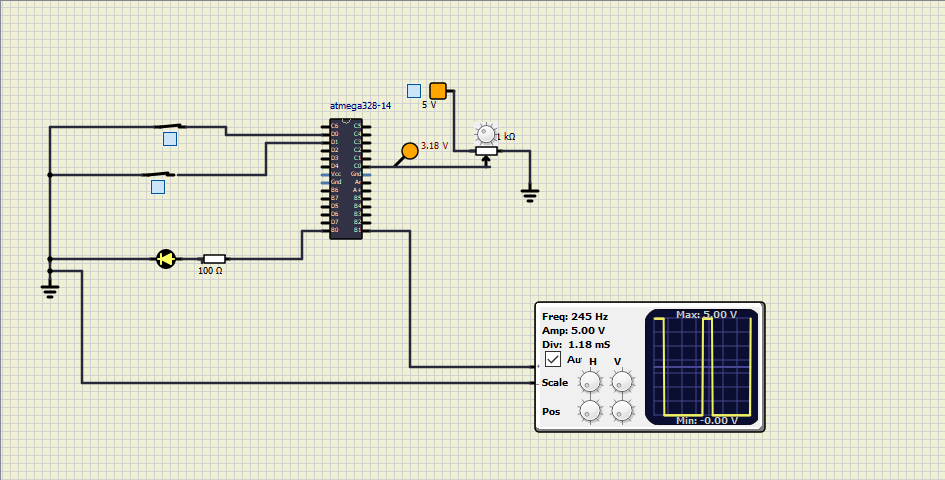 atmega328-14
5 V
3.18 V
1 kΩ
C6 C5
D0 C4
D1 C3
D2 C2
D3 C1
D4 C0
Vcc Gnd
Gnd Ar
B6 A+
B7 B5
D5 B4
D6 B3
D7 B2
B0 B1
100 Ω
Freq: 245 Hz
Amp: 5.00 V
Div: 1.18 mS
Au H V
Scale
Pos
Max: 5.00 V
Min: -0.00 V